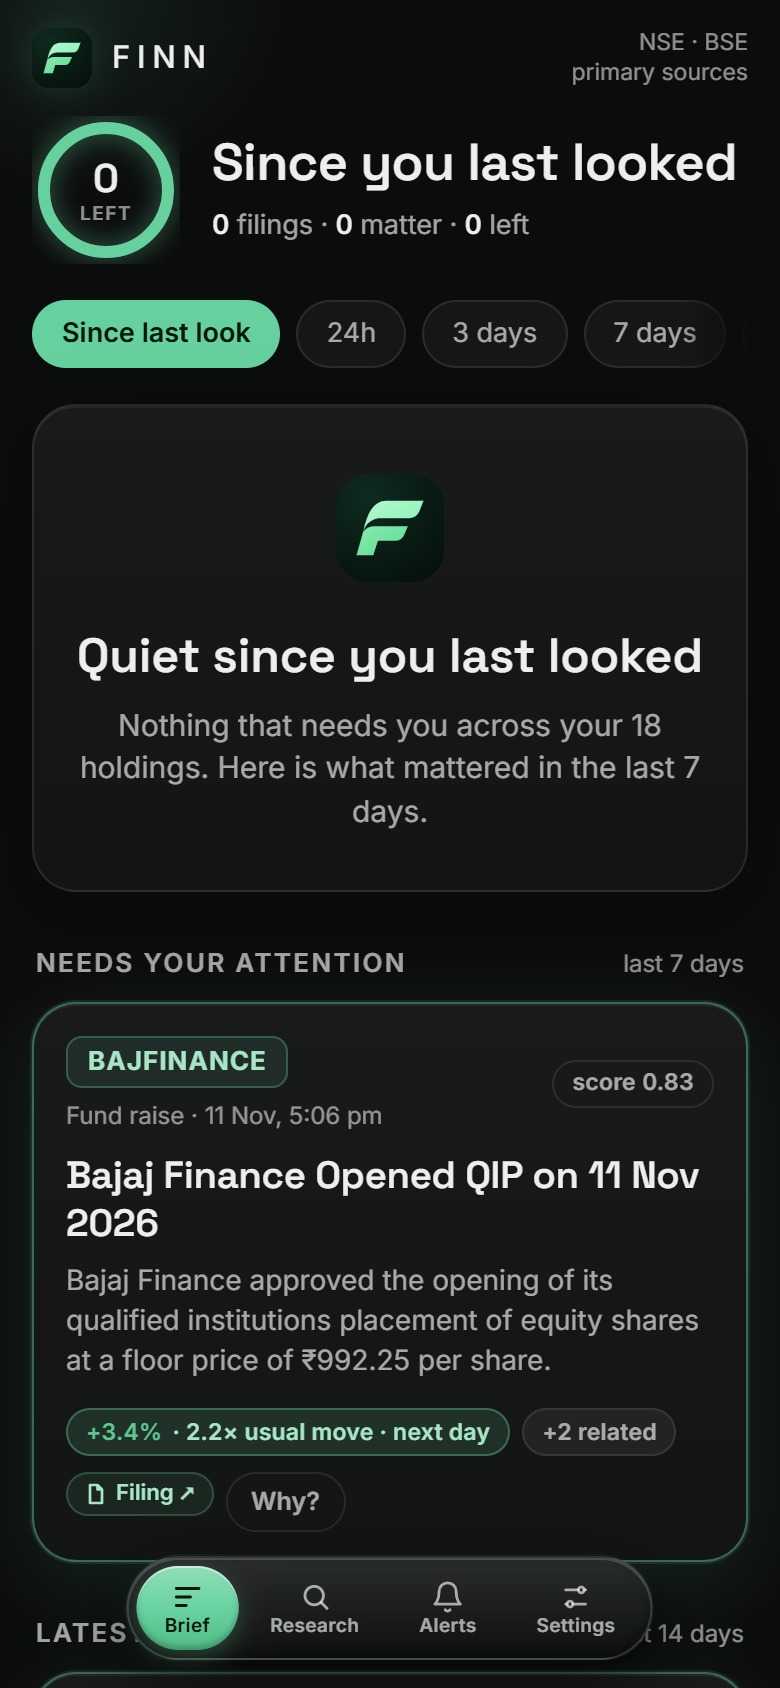 FINN
NSE · BSE
primary sources
0
LEFT
Since you last looked
0 filings · 0 matter · 0 left
Since last look
24h
3 days
7 days
Quiet since you last looked
Nothing that needs you across your 18
holdings. Here is what mattered in the last 7
days.
NEEDS YOUR ATTENTION
last 7 days
BAJFINANCE
score 0.83
Fund raise · 11 Nov, 5:06 pm
Bajaj Finance Opened QIP on 11 Nov
2026
Bajaj Finance approved the opening of its
qualified institutions placement of equity shares
at a floor price of ₹992.25 per share.
+3.4% · 2.2× usual move · next day
+2 related
Filing ↗
Why?
LATES
14 days
Brief
Research
Alerts
Settings